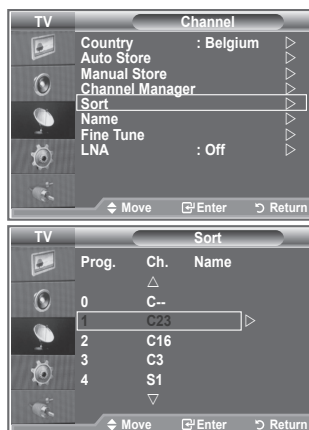 TV Channel
Country : Belgium
Auto Store
Manual Store
Channel Manager
Sort
Name
Fine Tune
LNA : Off
Move Enter Return
TV Sort
Prog. Ch. Name
0 C--
1 C23
2 C16
3 C3
4 S1
Move Enter Return